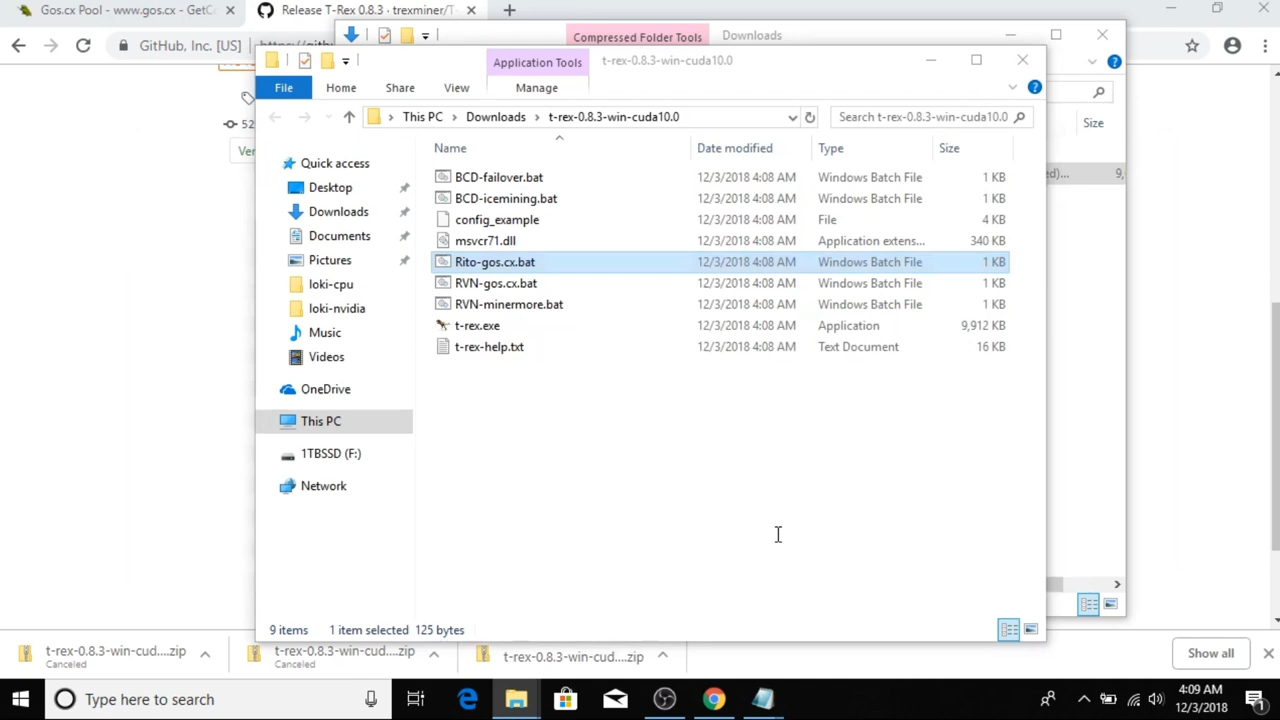 Gos.cx Pool - www.gos.cx - GetC
Release T-Rex 0.8.3 · trexminer/T-
GitHub, Inc. [US]
Compressed Folder Tools
Downloads
Application Tools
t-rex-0.8.3-win-cuda10.0
File
Home
Share
View
Manage
This PC
Downloads
t-rex-0.8.3-win-cuda10.0
Search t-rex-0.8.3-win-cuda10.0
Size
Ver
Name
Date modified
Type
Size
Quick access
Desktop
Downloads
Documents
Pictures
loki-cpu
loki-nvidia
Music
Videos
OneDrive
This PC
1TBSSD (F:)
Network
BCD-failover.bat 12/3/2018 4:08 AM Windows Batch File 1 KB
BCD-icemining.bat 12/3/2018 4:08 AM Windows Batch File 1 KB
config_example 12/3/2018 4:08 AM File 4 KB
msvcr71.dll 12/3/2018 4:08 AM Application extens... 340 KB
Rito-gos.cx.bat 12/3/2018 4:08 AM Windows Batch File 1 KB
RVN-gos.cx.bat 12/3/2018 4:08 AM Windows Batch File 1 KB
RVN-minermore.bat 12/3/2018 4:08 AM Windows Batch File 1 KB
t-rex.exe 12/3/2018 4:08 AM Application 9,912 KB
t-rex-help.txt 12/3/2018 4:08 AM Text Document 16 KB
ed)...
9,
52
9 items
1 item selected 125 bytes
t-rex-0.8.3-win-cud....zip
Canceled
t-rex-0.8.3-win-cud....zip
Canceled
t-rex-0.8.3-win-cud....zip
Show all
Type here to search
4:09 AM
12/3/2018
1